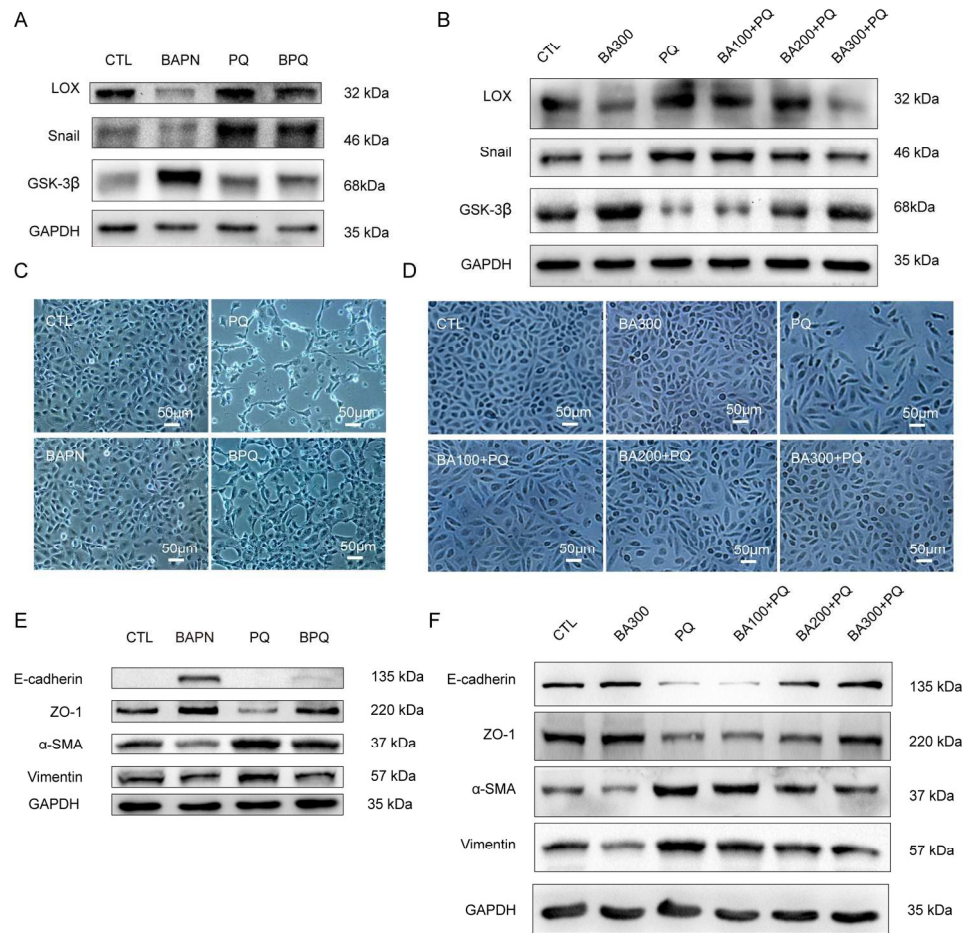 A
CTL BAPN PQ BPQ
LOX 32 kDa
Snail 46 kDa
GSK-3β 68kDa
GAPDH 35 kDa
B
CTL BA300 PQ BA100+PQ BA200+PQ BA300+PQ
LOX 32 kDa
Snail 46 kDa
GSK-3β 68kDa
GAPDH 35 kDa
C
CTL PQ
50μm 50μm
BAPN BPQ
50μm 50μm
D
CTL BA300 PQ
50μm 50μm 50μm
BA100+PQ BA200+PQ BA300+PQ
50μm 50μm 50μm
E
CTL BAPN PQ BPQ
E-cadherin 135 kDa
ZO-1 220 kDa
α-SMA 37 kDa
Vimentin 57 kDa
GAPDH 35 kDa
F
CTL BA300 PQ BA100+PQ BA200+PQ BA300+PQ
E-cadherin 135 kDa
ZO-1 220 kDa
α-SMA 37 kDa
Vimentin 57 kDa
GAPDH 35 kDa